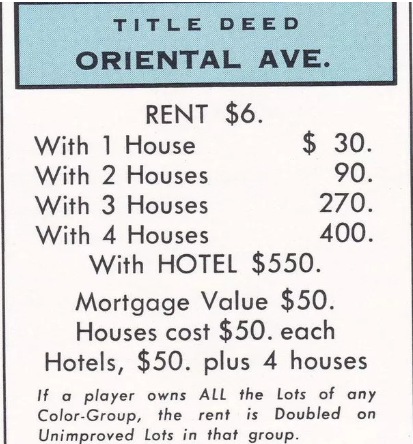 TITLE DEED
ORIENTAL AVE.
RENT $6.
With 1 House $ 30.
With 2 Houses 90.
With 3 Houses 270.
With 4 Houses 400.
With HOTEL $550.
Mortgage Value $50.
Houses cost $50. each
Hotels, $50. plus 4 houses
If a player owns ALL the Lots of any
Color-Group, the rent is Doubled on
Unimproved Lots in that group.